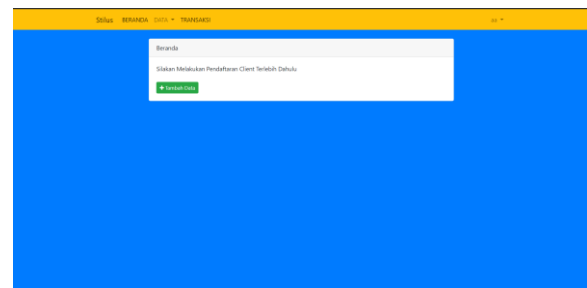 Stilus BERANDA DATA TRANSAKSI
Beranda
Silakan Melakukan Pendaftaran Client Terlebih Dahulu
+ Tambah Data